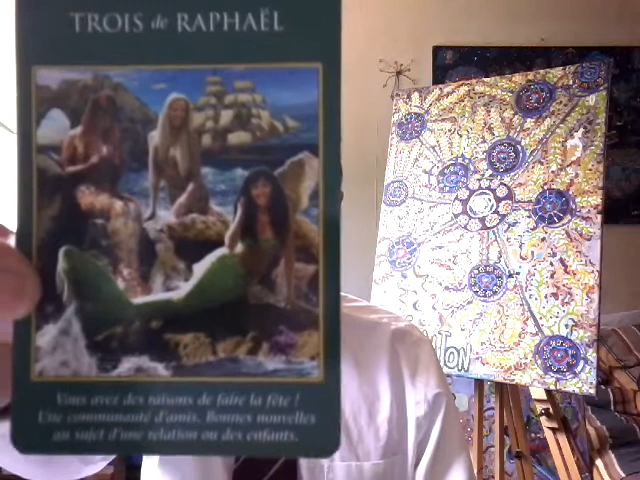 TROIS de RAPHAËL
Vous avez des raisons de faire la fête !
Une communauté d'amis. Bonnes nouvelles
au sujet d'une relation ou des enfants.